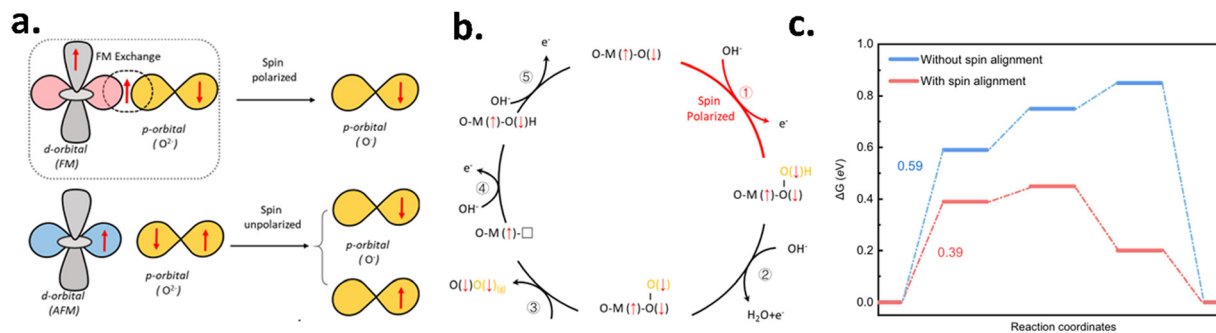 a.
FM Exchange
↑
↑
↓
d-orbital
(FM)
p-orbital
(O²⁻)
Spin
polarized
↓
p-orbital
(O⁻)
↑
↓
↑
d-orbital
(AFM)
p-orbital
(O²⁻)
Spin
unpolarized
↓
p-orbital
(O⁻)
↑
b.
O-M(↑)-O(↓)
OH⁻
①
Spin
Polarized
e⁻
O(↓)H
O-M(↑)-O(↓)
OH⁻
②
H₂O+e⁻
O(↓)
O-M(↑)-O(↓)
③
O(↓)O(↓)₍g₎
O-M(↑)-□
OH⁻
④
e⁻
O-M(↑)-O(↓)H
OH⁻
⑤
e⁻
c.
Without spin alignment
With spin alignment
ΔG (eV)
1.0
0.8
0.6
0.4
0.2
0.0
0.59
0.39
Reaction coordinates